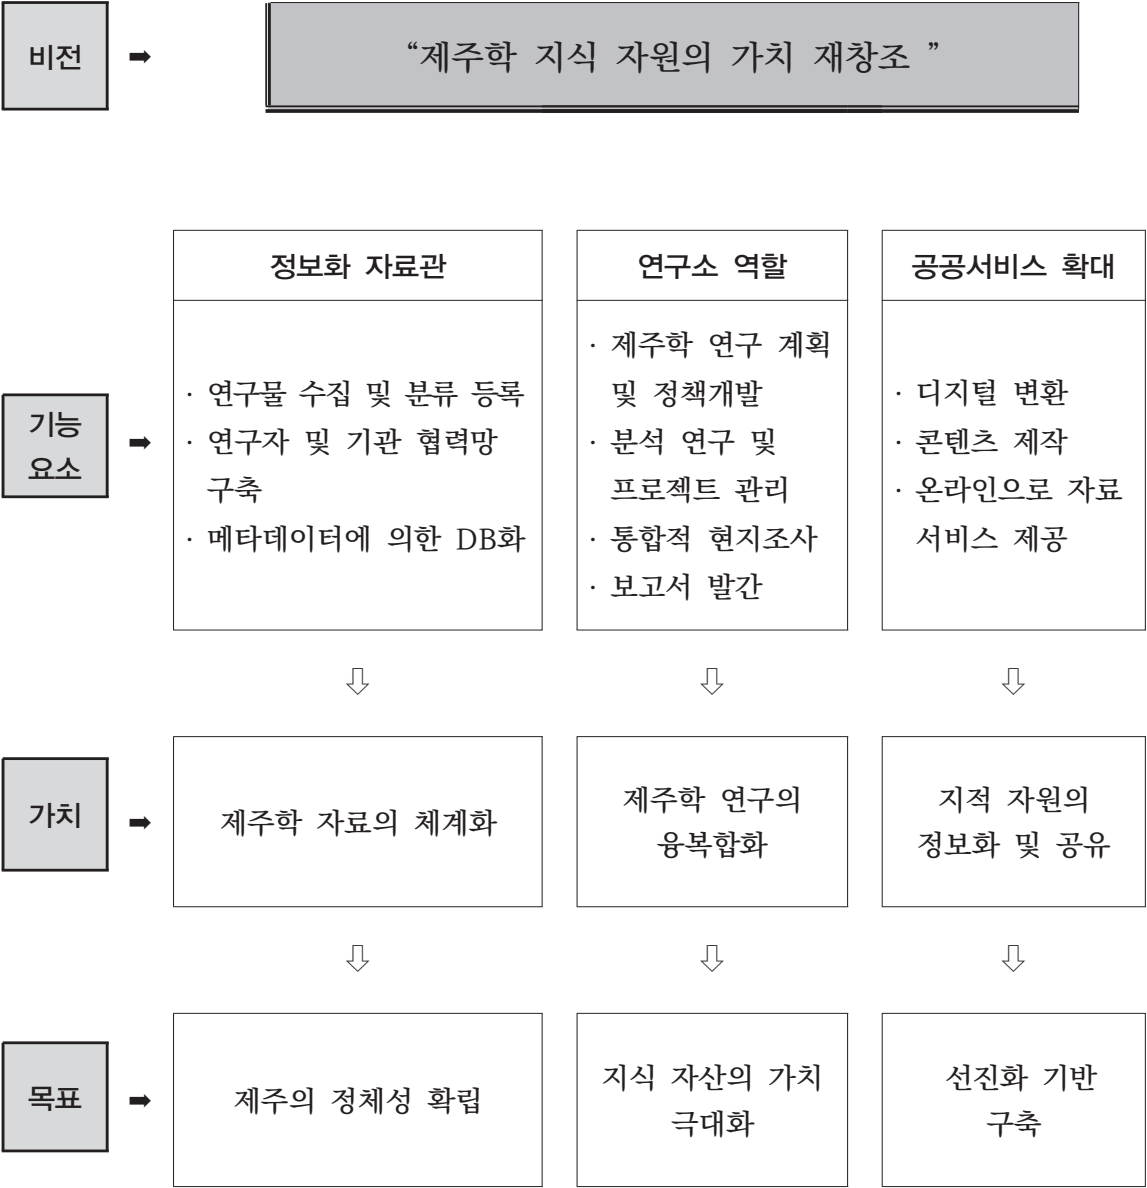 비전
➡
“제주학 지식 자원의 가치 재창조 ”
기능
요소
➡
정보화 자료관
· 연구물 수집 및 분류 등록
· 연구자 및 기관 협력망
구축
· 메타데이터에 의한 DB화
연구소 역할
· 제주학 연구 계획
및 정책개발
· 분석 연구 및
프로젝트 관리
· 통합적 현지조사
· 보고서 발간
공공서비스 확대
· 디지털 변환
· 콘텐츠 제작
· 온라인으로 자료
서비스 제공
⇩
⇩
⇩
가치
➡
제주학 자료의 체계화
제주학 연구의
융복합화
지적 자원의
정보화 및 공유
⇩
⇩
⇩
목표
➡
제주의 정체성 확립
지식 자산의 가치
극대화
선진화 기반
구축